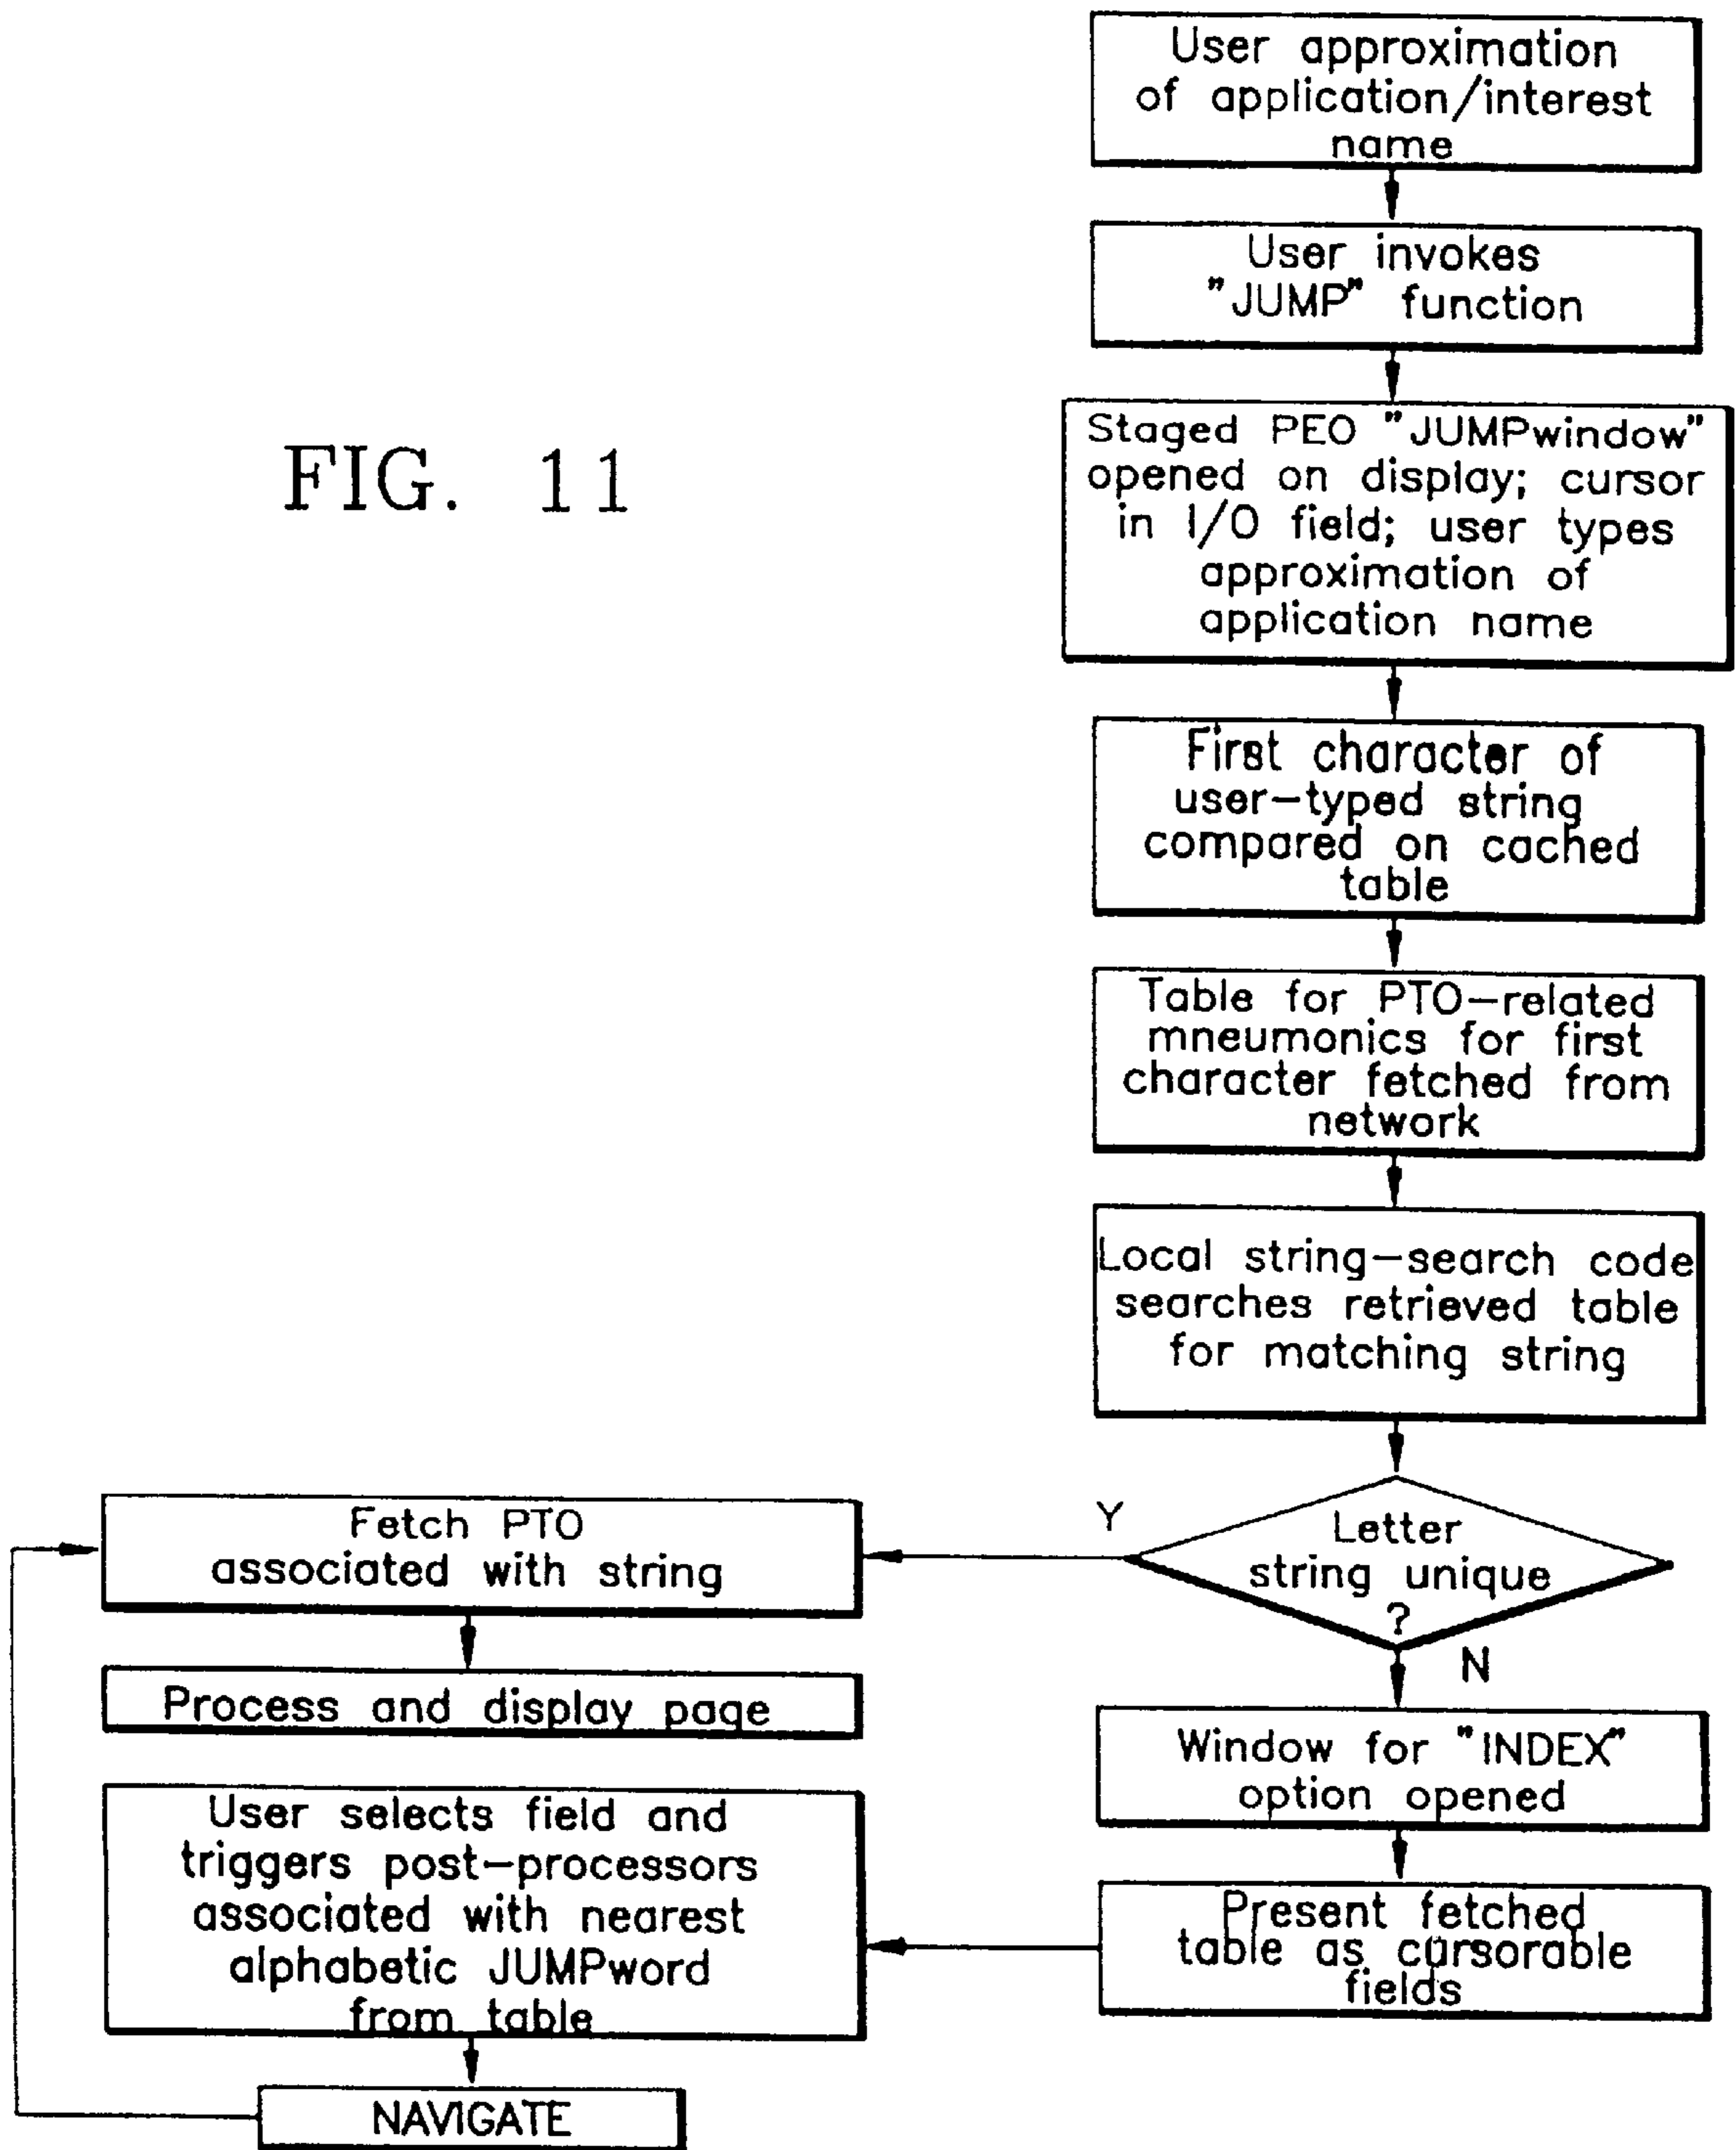 User approximation
of application/interest
name
User invokes
"JUMP" function
FIG. 11
Staged PEO "JUMPwindow"
opened on display; cursor
in I/O field; user types
approximation of
application name
First character of
user-typed string
compared on cached
table
Table for PTO-related
mneumonics for first
character fetched from
network
Local string-search code
searches retrieved table
for matching string
Letter
string unique
?
Y
N
Fetch PTO
associated with string
Process and display page
Window for "INDEX"
option opened
Present fetched
table as cursorable
fields
User selects field and
triggers post-processors
associated with nearest
alphabetic JUMPword
from table
NAVIGATE